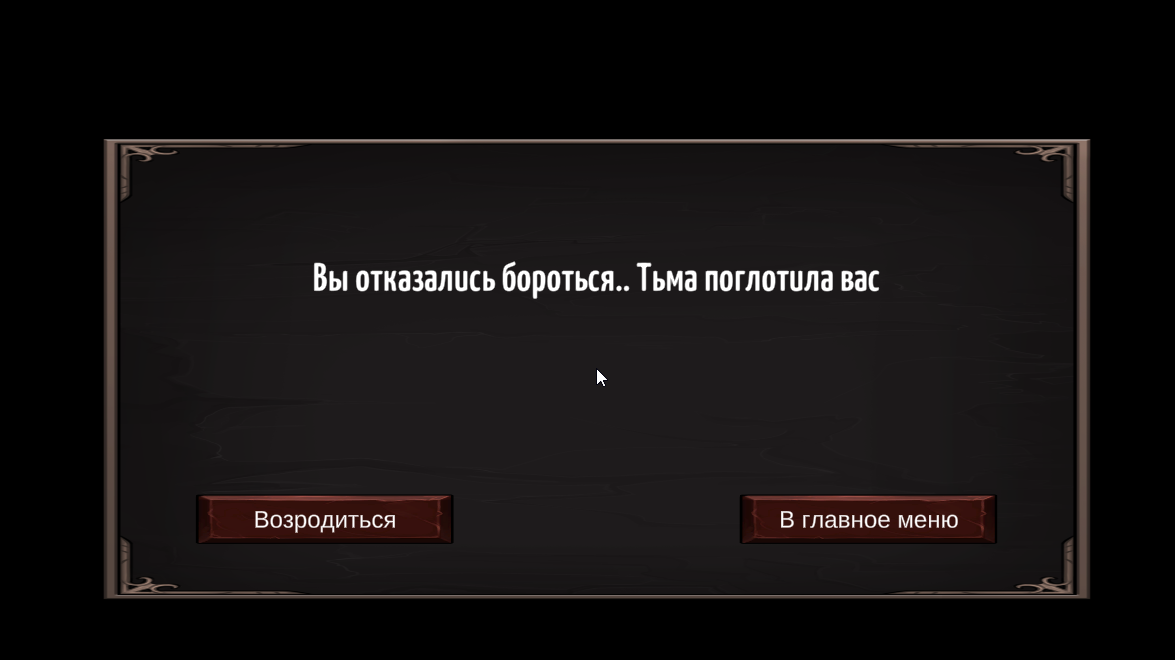 Вы отказались бороться.. Тьма поглотила вас
Возродиться
В главное меню